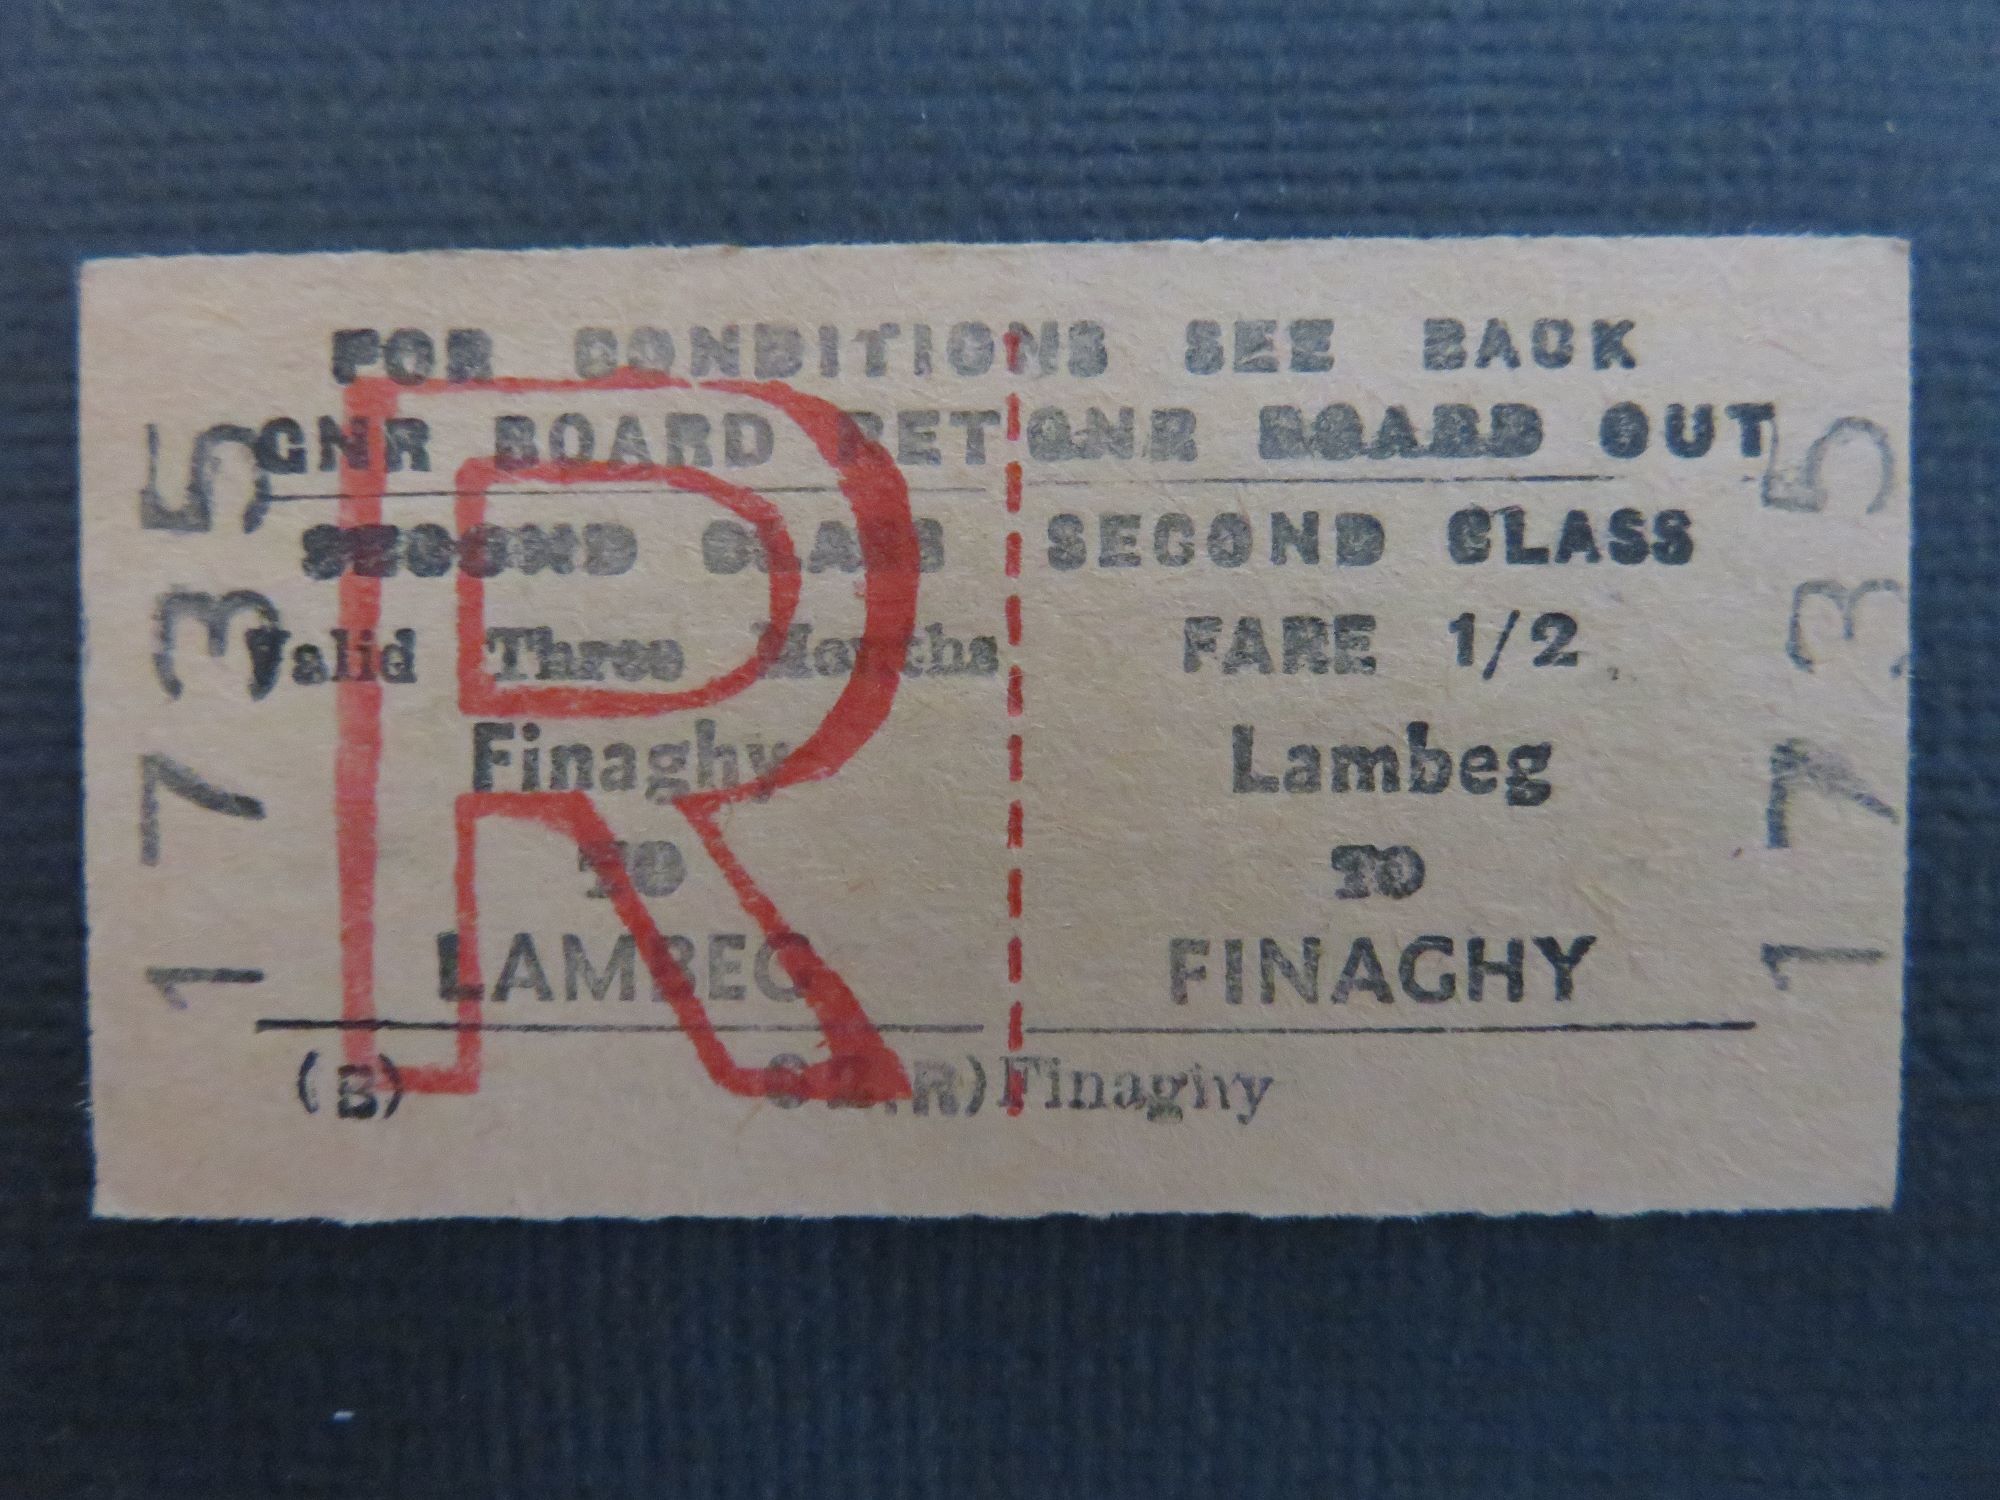 FOR CONDITIONS SEE BACK
GNR BOARD RET GNR BOARD OUT
SECOND CLASS SECOND CLASS
Valid Three Months FARE 1/2
Finaghy Lambeg
TO TO
LAMBEG FINAGHY
(B) Finaghy
R
1735
1735